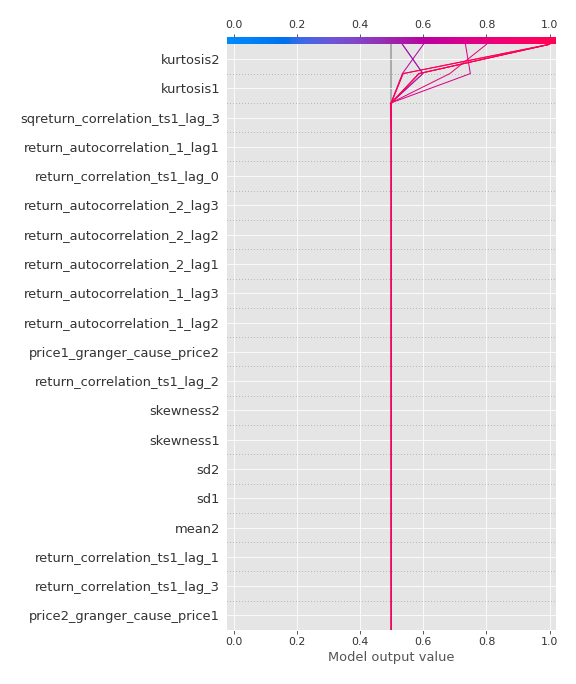 0.0 0.2 0.4 0.6 0.8 1.0
kurtosis2
kurtosis1
sqreturn_correlation_ts1_lag_3
return_autocorrelation_1_lag1
return_correlation_ts1_lag_0
return_autocorrelation_2_lag3
return_autocorrelation_2_lag2
return_autocorrelation_2_lag1
return_autocorrelation_1_lag3
return_autocorrelation_1_lag2
price1_granger_cause_price2
return_correlation_ts1_lag_2
skewness2
skewness1
sd2
sd1
mean2
return_correlation_ts1_lag_1
return_correlation_ts1_lag_3
price2_granger_cause_price1
0.0 0.2 0.4 0.6 0.8 1.0
Model output value